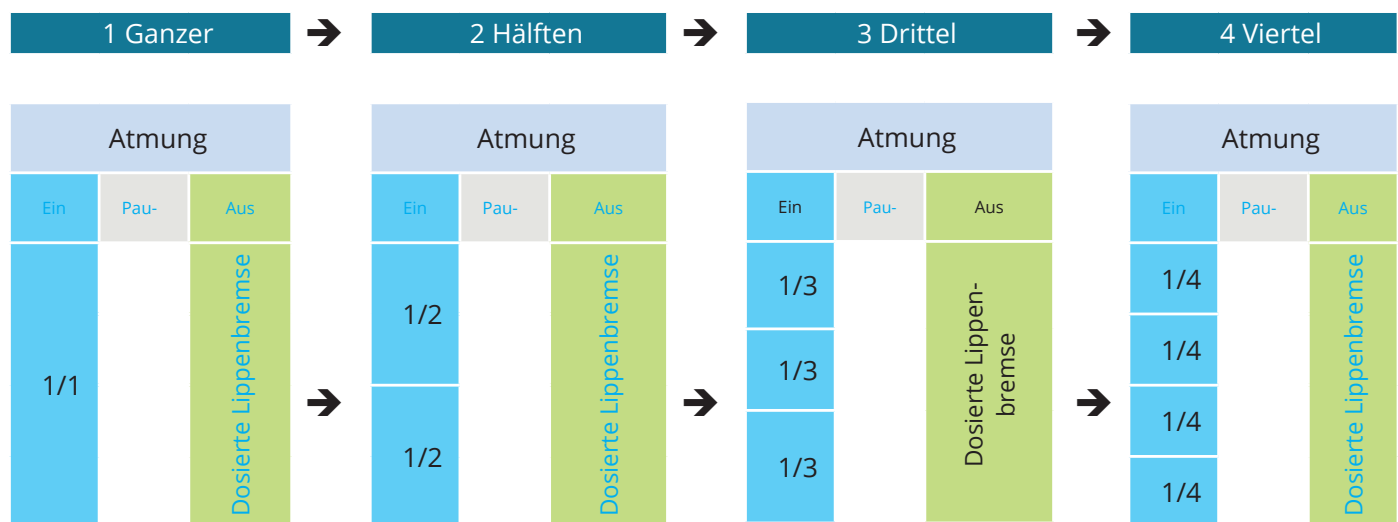 1 Ganzer
2 Hälften
3 Drittel
4 Viertel
Atmung
Ein
Pau-
Aus
1/1
Dosierte Lippenbremse
Atmung
Ein
Pau-
Aus
1/2
1/2
Dosierte Lippenbremse
Atmung
Ein
Pau-
Aus
1/3
1/3
1/3
Dosierte Lippen-
bremse
Atmung
Ein
Pau-
Aus
1/4
1/4
1/4
1/4
Dosierte Lippenbremse